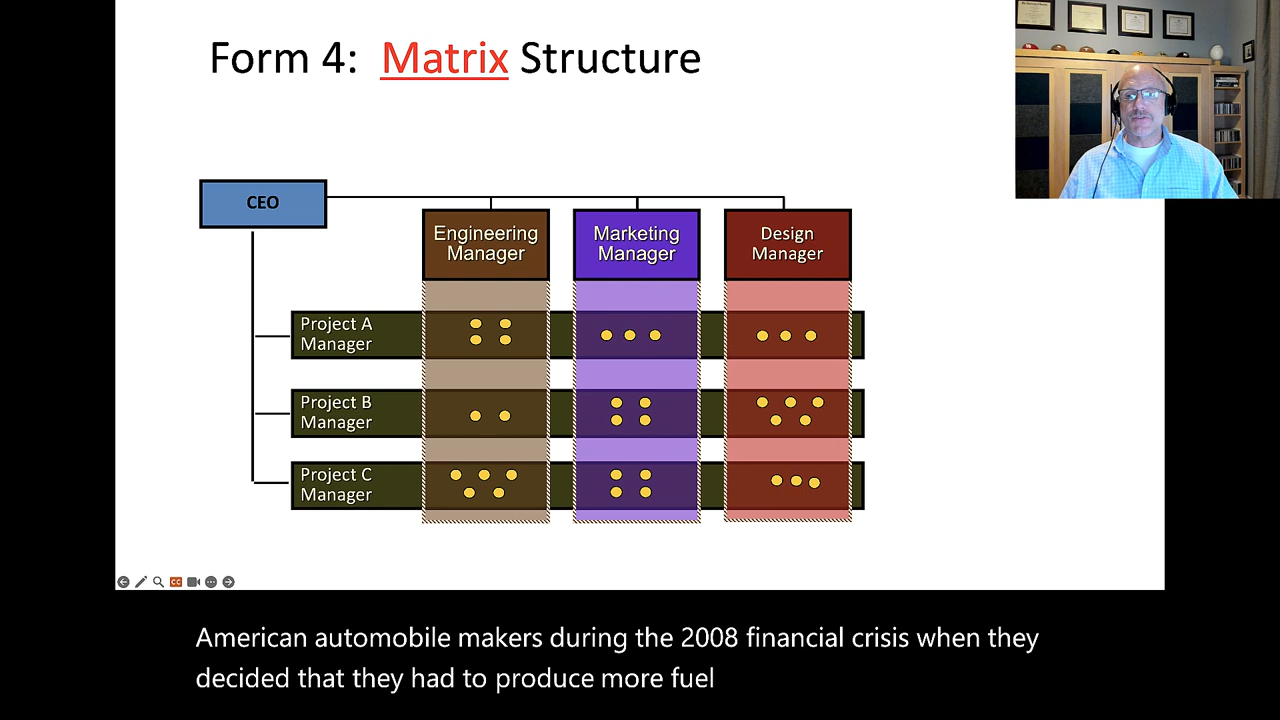 Form 4: Matrix Structure
CEO
Engineering
Manager
Marketing
Manager
Design
Manager
Project A
Manager
Project B
Manager
Project C
Manager
CC
American automobile makers during the 2008 financial crisis when they
decided that they had to produce more fuel